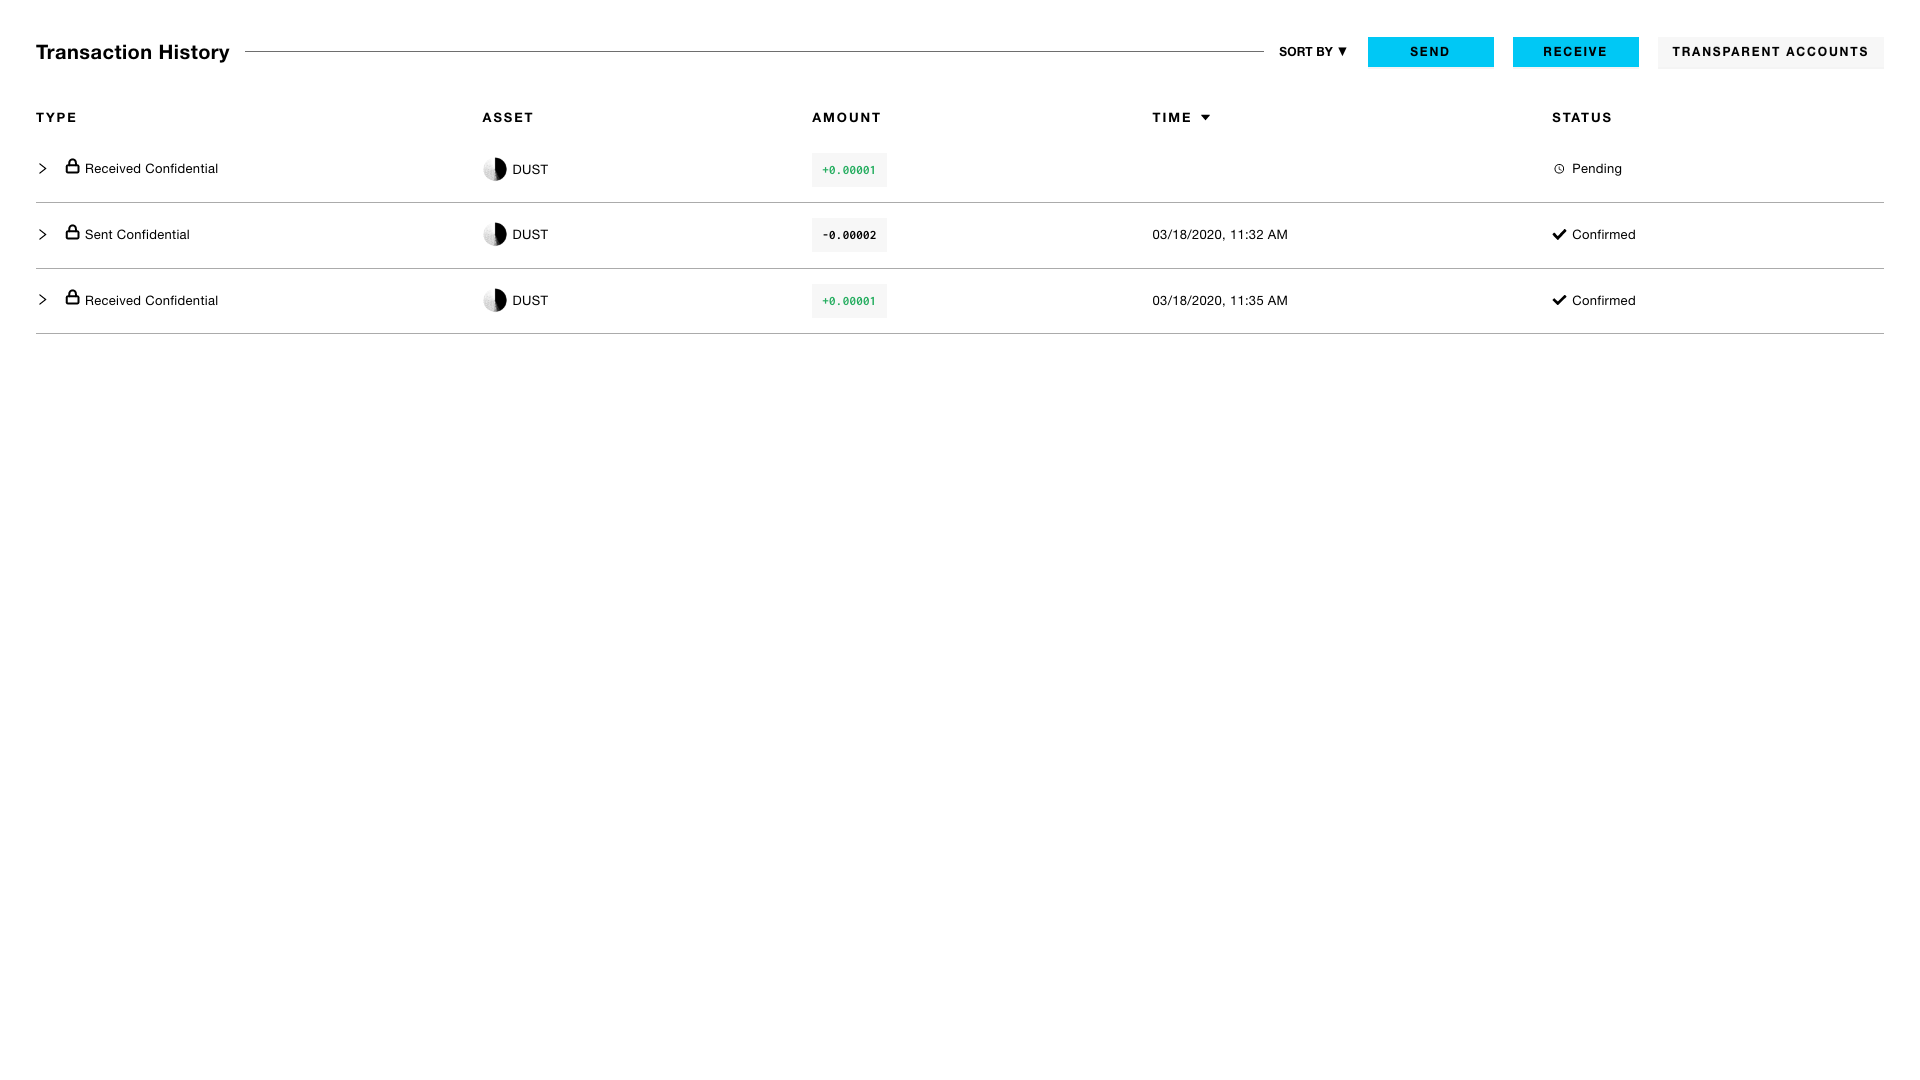 Transaction History SORT BY ▼ SEND RECEIVE TRANSPARENT ACCOUNTS
TYPE ASSET AMOUNT TIME STATUS
Received Confidential DUST +0.00001 Pending
Sent Confidential DUST -0.00002 03/18/2020, 11:32 AM Confirmed
Received Confidential DUST +0.00001 03/18/2020, 11:35 AM Confirmed